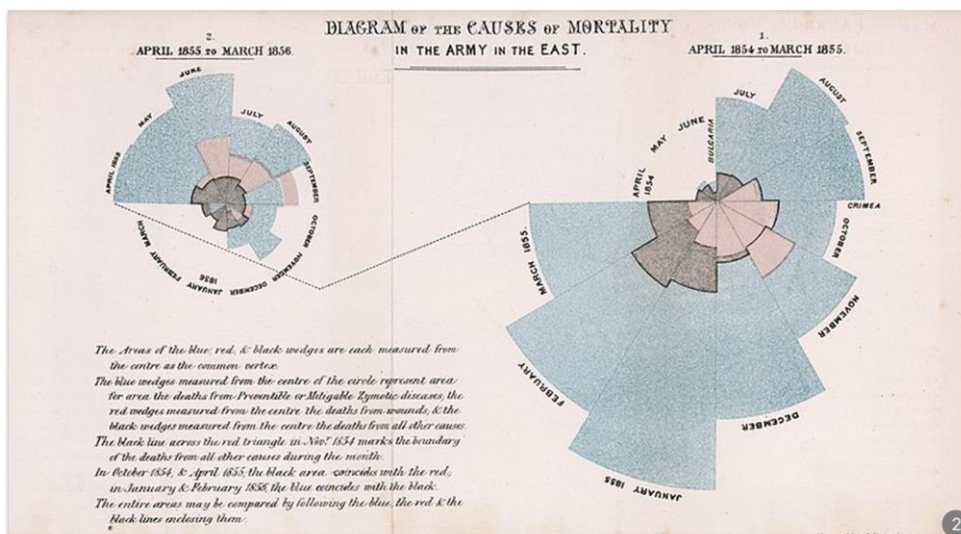 DIAGRAM OF THE CAUSES OF MORTALITY
IN THE ARMY IN THE EAST.
2.
APRIL 1855 TO MARCH 1856.
1.
APRIL 1854 TO MARCH 1855.
APRIL 1855
MAY
JUNE
JULY
AUGUST
SEPTEMBER
OCTOBER
NOVEMBER
DECEMBER
JANUARY
1856
FEBRUARY
MARCH
APRIL
1854
MAY
JUNE
BULGARIA
JULY
AUGUST
SEPTEMBER
CRIMEA
OCTOBER
NOVEMBER
DECEMBER
JANUARY 1855
FEBRUARY
MARCH 1855.
The Areas of the blue, red, & black wedges are each measured from
the centre as the common vertex.
The blue wedges measured from the centre of the circle represent area
for area the deaths from Preventible or Mitigable Zymotic diseases; the
red wedges measured from the centre the deaths from wounds; & the
black wedges measured from the centre the deaths from all other causes.
The black line across the red triangle in Novr. 1854 marks the boundary
of the deaths from all other causes during the month.
In October 1854, & April 1855, the black area coincides with the red;
in January & February 1856, the blue coincides with the black.
The entire areas may be compared by following the blue, the red & the
black lines enclosing them.
2